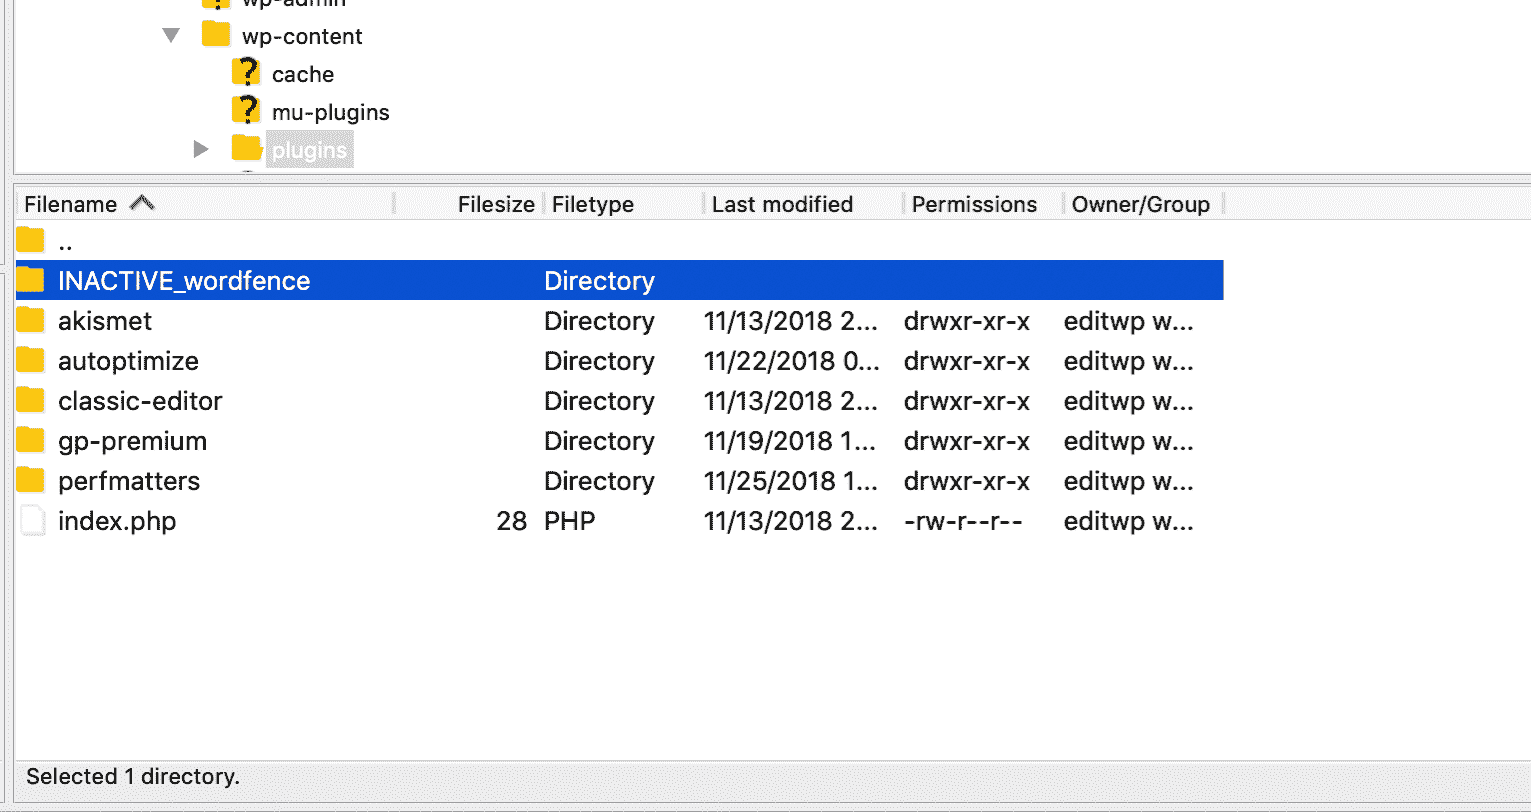 wp-admin
wp-content
cache
mu-plugins
plugins
Filename Filesize Filetype Last modified Permissions Owner/Group
..
INACTIVE_wordfence Directory
akismet Directory 11/13/2018 2... drwxr-xr-x editwp w...
autoptimize Directory 11/22/2018 0... drwxr-xr-x editwp w...
classic-editor Directory 11/13/2018 2... drwxr-xr-x editwp w...
gp-premium Directory 11/19/2018 1... drwxr-xr-x editwp w...
perfmatters Directory 11/25/2018 1... drwxr-xr-x editwp w...
index.php 28 PHP 11/13/2018 2... -rw-r--r-- editwp w...
Selected 1 directory.